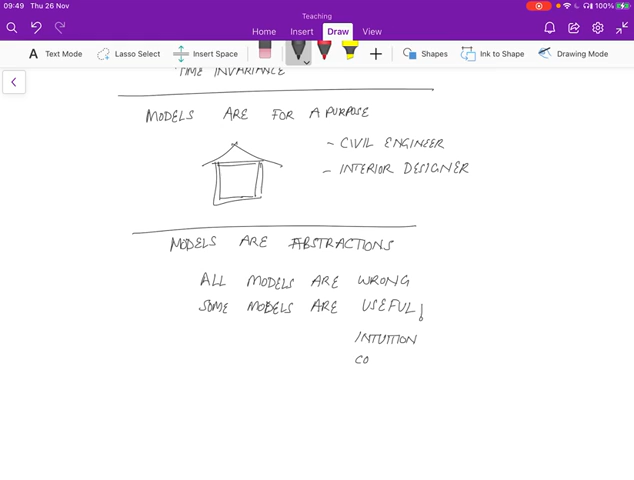 09:49 Thu 26 Nov
Teaching
100%
Home Insert Draw View
Text Mode Lasso Select Insert Space Shapes Ink to Shape Drawing Mode
TIME INVARIANCE
MODELS ARE FOR A PURPOSE
- CIVIL ENGINEER
- INTERIOR DESIGNER
MODELS ARE ABSTRACTIONS
ALL MODELS ARE WRONG
SOME MODELS ARE USEFUL!
INTUITION
CO